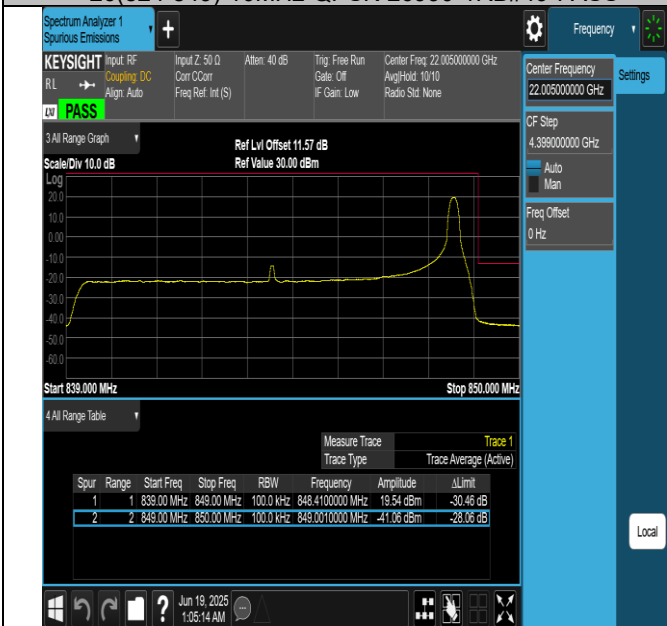 Spectrum Analyzer 1
Spurious Emissions
Frequency
KEYSIGHT
RL
Input: RF
Coupling: DC
Align: Auto
Input Z: 50 Ω
Corr CCorr
Freq Ref: Int (S)
Atten: 40 dB
Trig: Free Run
Gate: Off
IF Gain: Low
Center Freq: 22.005000000 GHz
Avg|Hold: 10/10
Radio Std: None
LXI PASS
Center Frequency
22.005000000 GHz
Settings
CF Step
4.399000000 GHz
Auto
Man
Freq Offset
0 Hz
3 All Range Graph
Scale/Div 10.0 dB
Ref Lvl Offset 11.57 dB
Ref Value 30.00 dBm
Log
20.0
10.0
0.00
-10.0
-20.0
-30.0
-40.0
-50.0
-60.0
Start 839.000 MHz
Stop 850.000 MHz
4 All Range Table
Measure Trace Trace 1
Trace Type Trace Average (Active)
Spur Range Start Freq Stop Freq RBW Frequency Amplitude ΔLimit
1 1 839.00 MHz 849.00 MHz 100.0 kHz 848.4100000 MHz 19.54 dBm -30.46 dB
2 2 849.00 MHz 850.00 MHz 100.0 kHz 849.0010000 MHz -41.06 dBm -28.06 dB
Local
Jun 19, 2025
1:05:14 AM